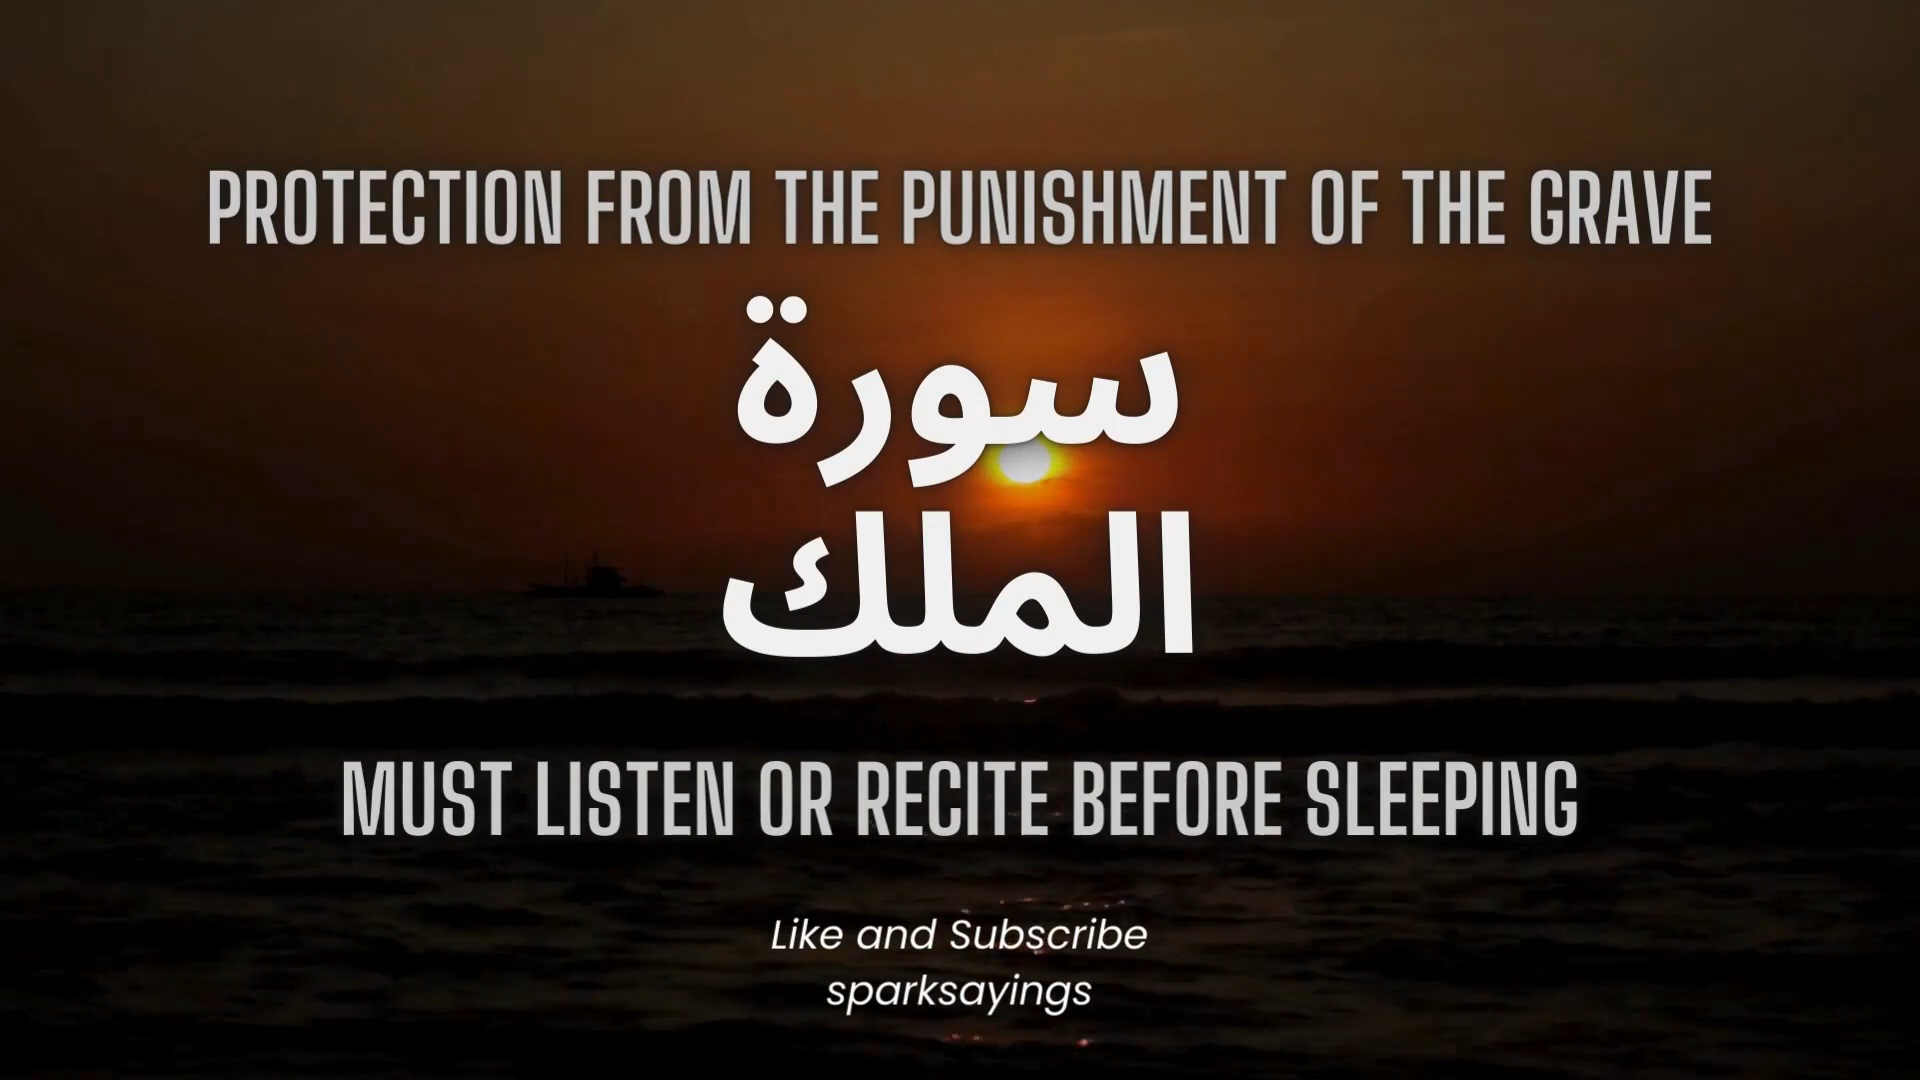 PROTECTION FROM THE PUNISHMENT OF THE GRAVE
سورة
الملك
MUST LISTEN OR RECITE BEFORE SLEEPING
Like and Subscribe
sparksayings